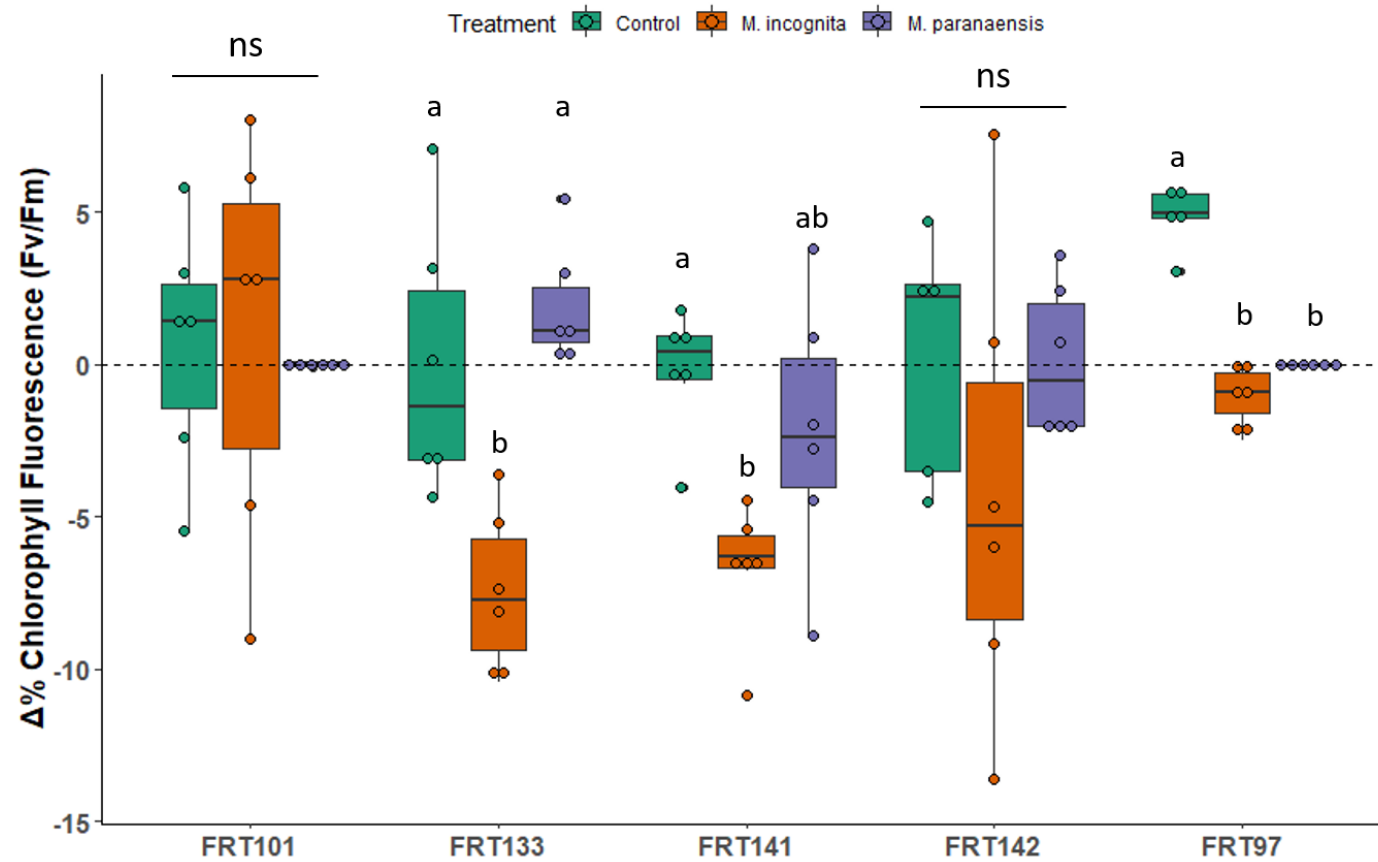 Treatment Control M. incognita M. paranaensis
ns
ns
a
a
a
ab
a
b
b
b
b
Δ% Chlorophyll Fluorescence (Fv/Fm)
5
0
-5
-10
-15
FRT101 FRT133 FRT141 FRT142 FRT97